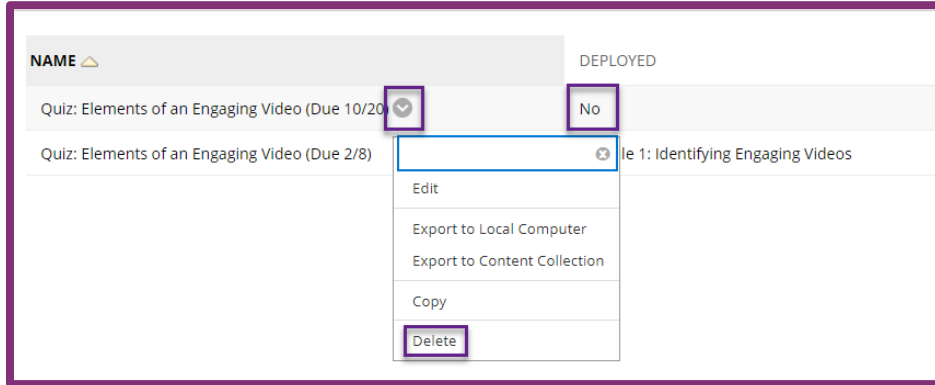 NAME DEPLOYED
Quiz: Elements of an Engaging Video (Due 10/20) No
Quiz: Elements of an Engaging Video (Due 2/8) le 1: Identifying Engaging Videos
Edit
Export to Local Computer
Export to Content Collection
Copy
Delete